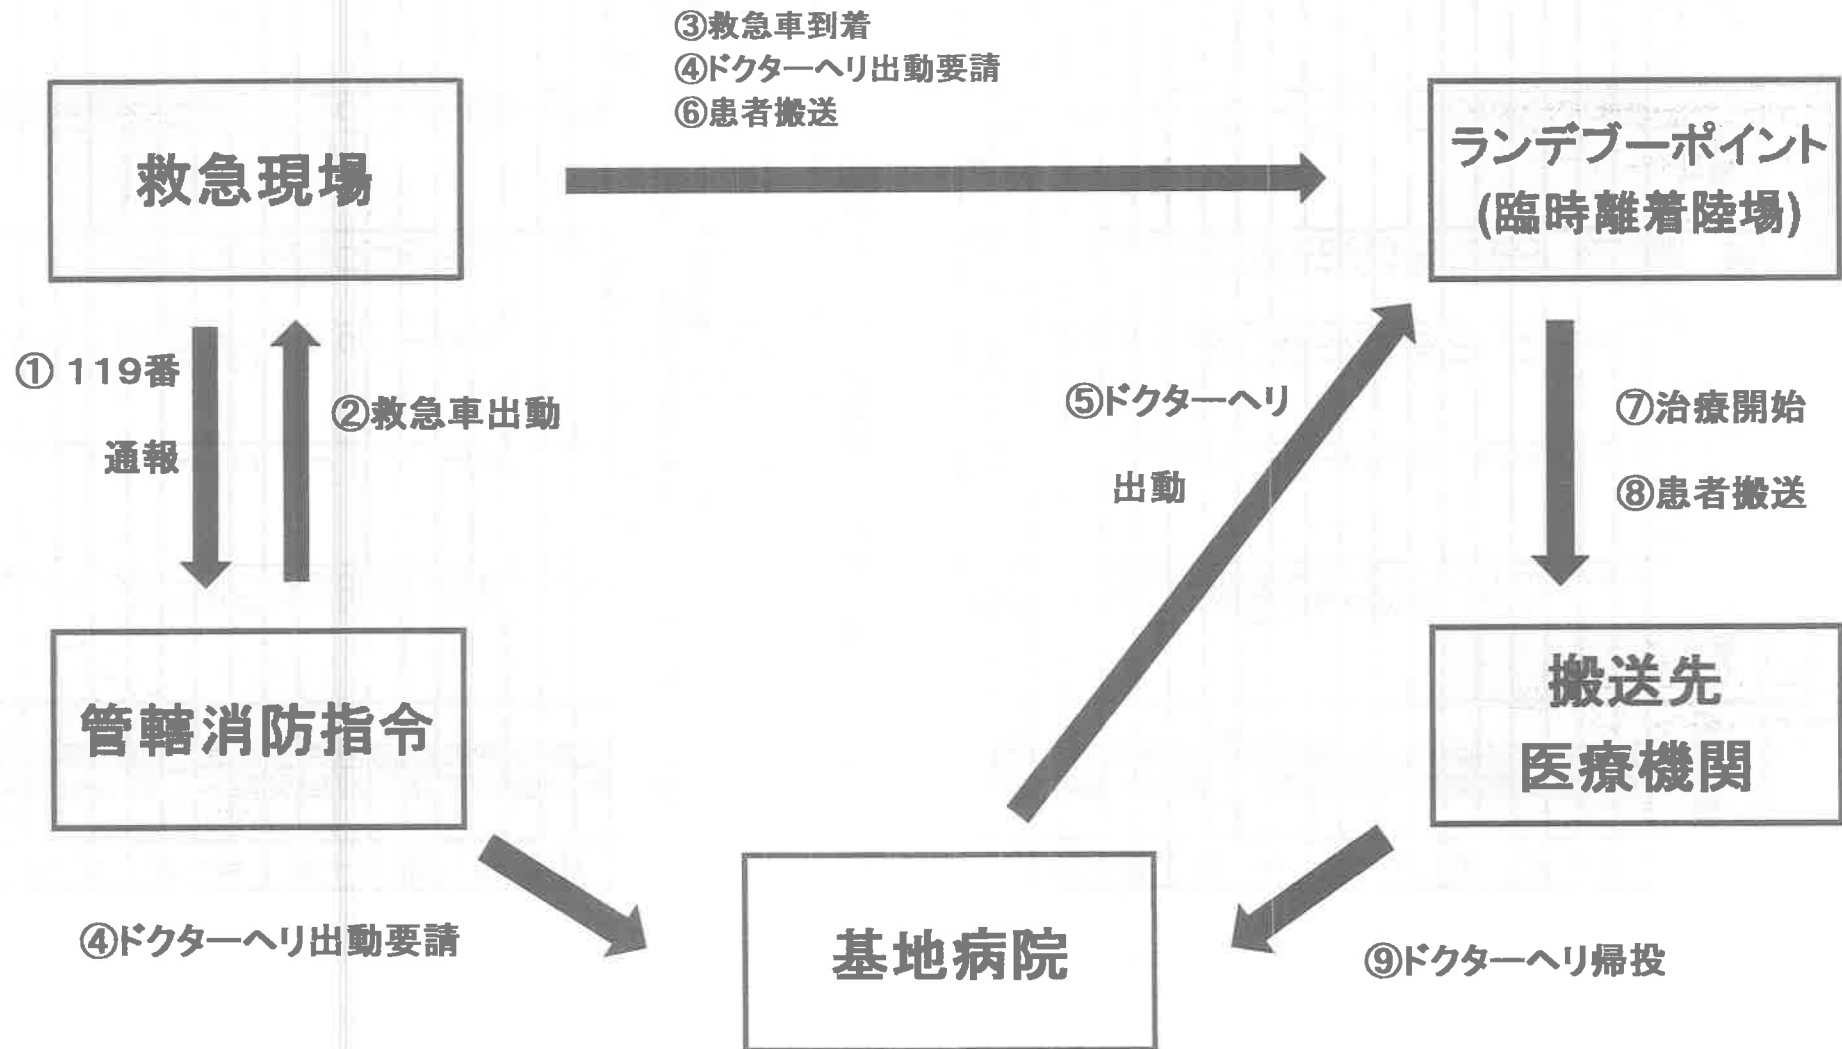 ③救急車到着
④ドクターヘリ出動要請
⑥患者搬送
救急現場
ランデブーポイント
(臨時離着陸場)
① 119番
通報
②救急車出動
⑤ドクターヘリ
出動
⑦治療開始
⑧患者搬送
管轄消防指令
搬送先
医療機関
④ドクターヘリ出動要請
基地病院
⑨ドクターヘリ帰投